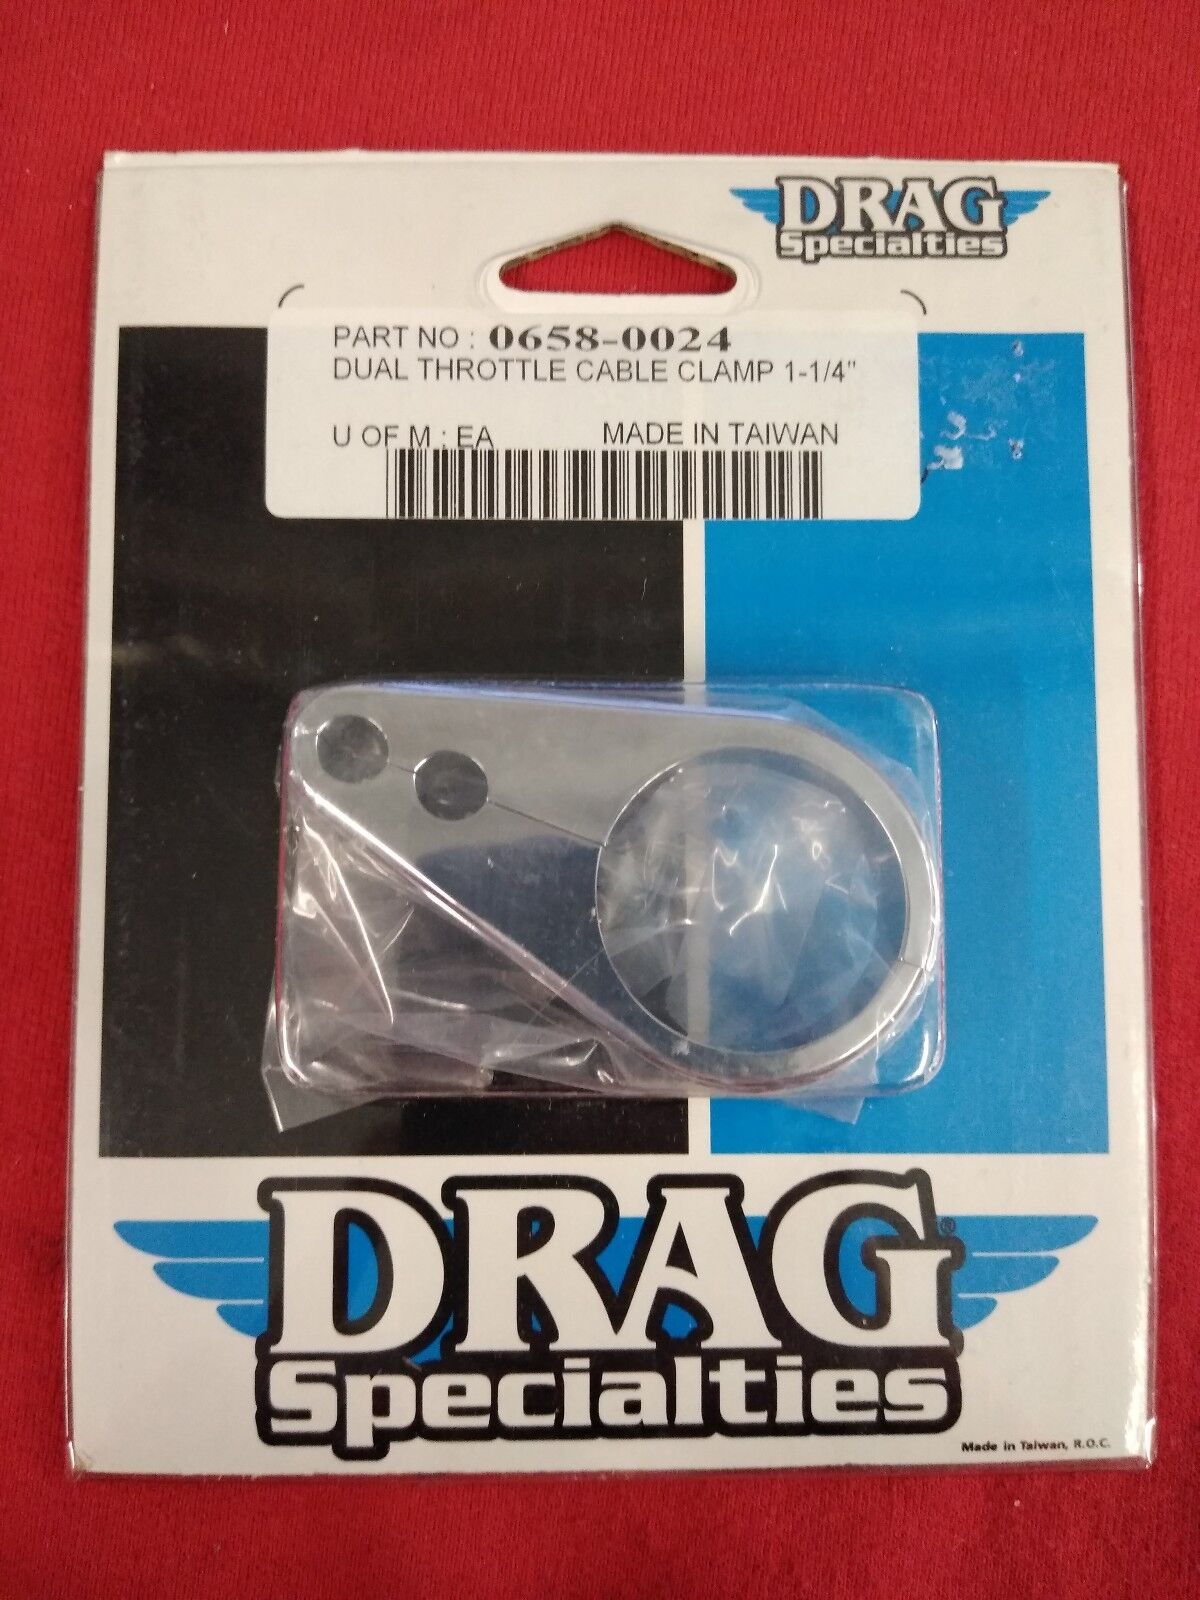 DRAG
Specialties
PART NO : 0658-0024
DUAL THROTTLE CABLE CLAMP 1-1/4"
U OF M : EA MADE IN TAIWAN
DRAG®
Specialties
Made in Taiwan, R.O.C.